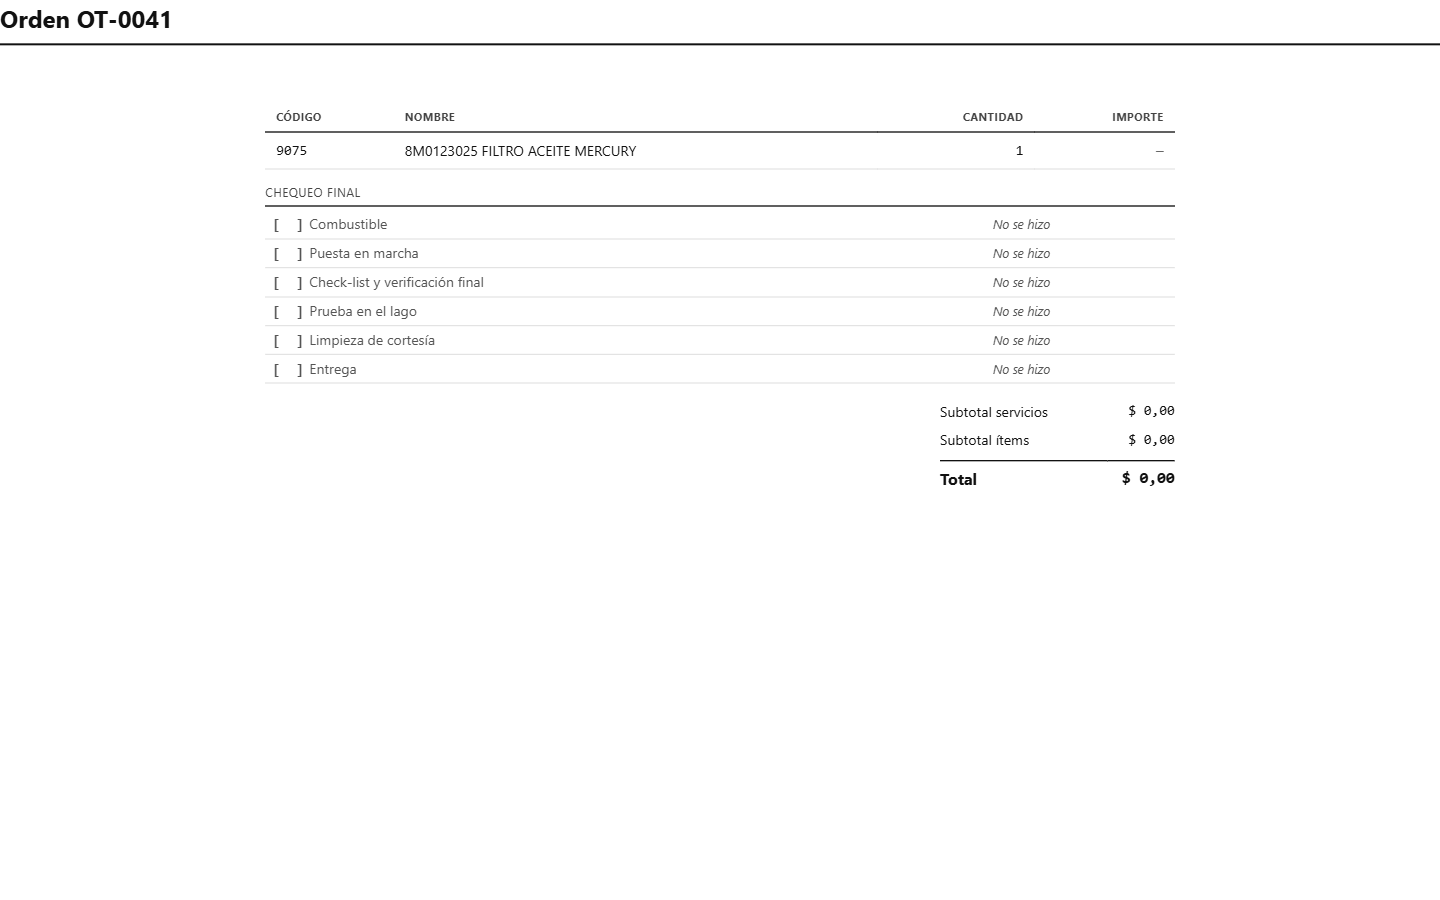 Orden OT-0041
CÓDIGO NOMBRE CANTIDAD IMPORTE
9075 8M0123025 FILTRO ACEITE MERCURY 1 —
CHEQUEO FINAL
[ ] Combustible No se hizo
[ ] Puesta en marcha No se hizo
[ ] Check-list y verificación final No se hizo
[ ] Prueba en el lago No se hizo
[ ] Limpieza de cortesía No se hizo
[ ] Entrega No se hizo
Subtotal servicios $ 0,00
Subtotal ítems $ 0,00
Total $ 0,00